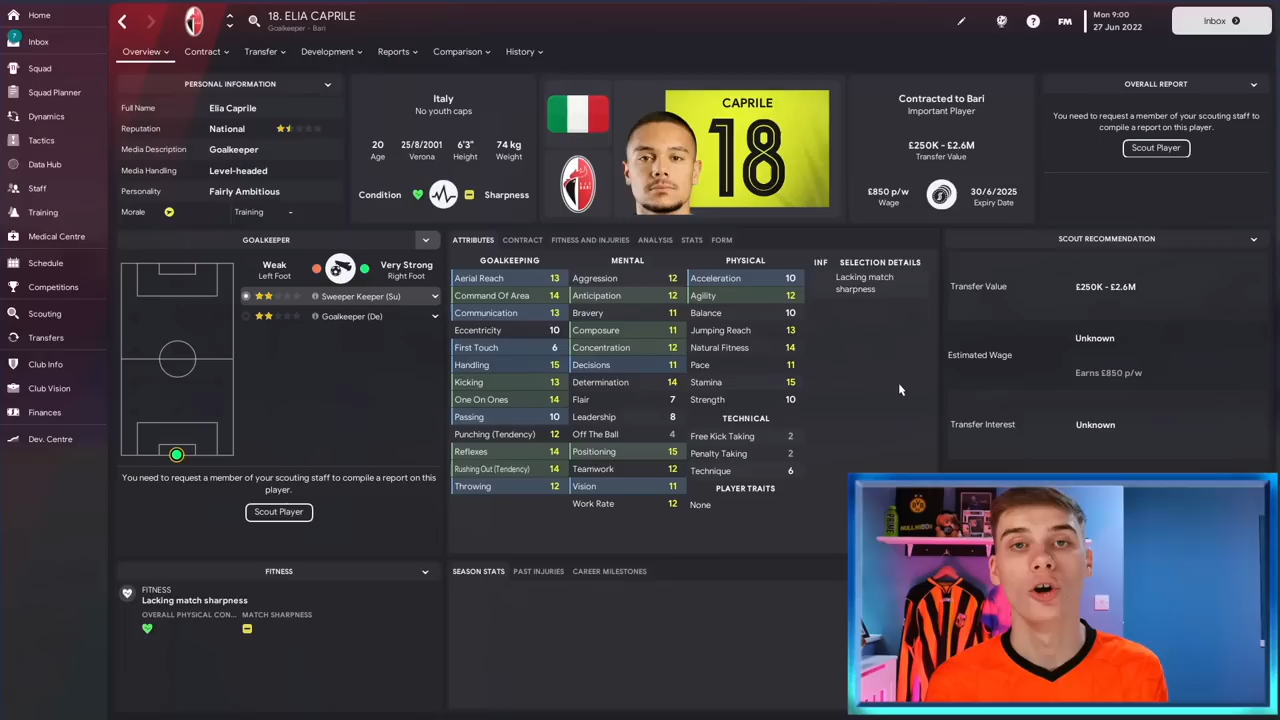 Home
Inbox
Squad
Squad Planner
Dynamics
Tactics
Data Hub
Staff
Training
Medical Centre
Schedule
Competitions
Scouting
Transfers
Club Info
Club Vision
Finances
Dev. Centre
18. ELIA CAPRILE
Goalkeeper - Bari
FM
Mon 9:00
27 Jun 2022
Inbox
Overview
Contract
Transfer
Development
Reports
Comparison
History
PERSONAL INFORMATION
Full Name Elia Caprile
Reputation National
Media Description Goalkeeper
Media Handling Level-headed
Personality Fairly Ambitious
Morale Training -
Italy
No youth caps
20 25/8/2001 6'3" 74 kg
Age Verona Height Weight
Condition Sharpness
CAPRILE
18
Contracted to Bari
Important Player
£250K - £2.6M
Transfer Value
£850 p/w 30/6/2025
Wage Expiry Date
OVERALL REPORT
You need to request a member of your scouting staff to
compile a report on this player.
Scout Player
GOALKEEPER
Weak Very Strong
Left Foot Right Foot
Sweeper Keeper (Su)
Goalkeeper (De)
You need to request a member of your scouting staff to compile a report on this
player.
Scout Player
ATTRIBUTES CONTRACT FITNESS AND INJURIES ANALYSIS STATS FORM
GOALKEEPING
Aerial Reach 13
Command Of Area 14
Communication 13
Eccentricity 10
First Touch 6
Handling 15
Kicking 13
One On Ones 14
Passing 10
Punching (Tendency) 12
Reflexes 14
Rushing Out (Tendency) 14
Throwing 12
MENTAL
Aggression 12
Anticipation 12
Bravery 11
Composure 11
Concentration 12
Decisions 11
Determination 14
Flair 7
Leadership 8
Off The Ball 4
Positioning 15
Teamwork 12
Vision 11
Work Rate 12
PHYSICAL
Acceleration 10
Agility 12
Balance 10
Jumping Reach 13
Natural Fitness 14
Pace 11
Stamina 15
Strength 10
TECHNICAL
Free Kick Taking 2
Penalty Taking 2
Technique 6
PLAYER TRAITS
None
INF SELECTION DETAILS
Lacking match
sharpness
SCOUT RECOMMENDATION
Transfer Value £250K - £2.6M
Unknown
Estimated Wage
Earns £850 p/w
Transfer Interest Unknown
FITNESS
FITNESS
Lacking match sharpness
OVERALL PHYSICAL CON... MATCH SHARPNESS
SEASON STATS PAST INJURIES CAREER MILESTONES